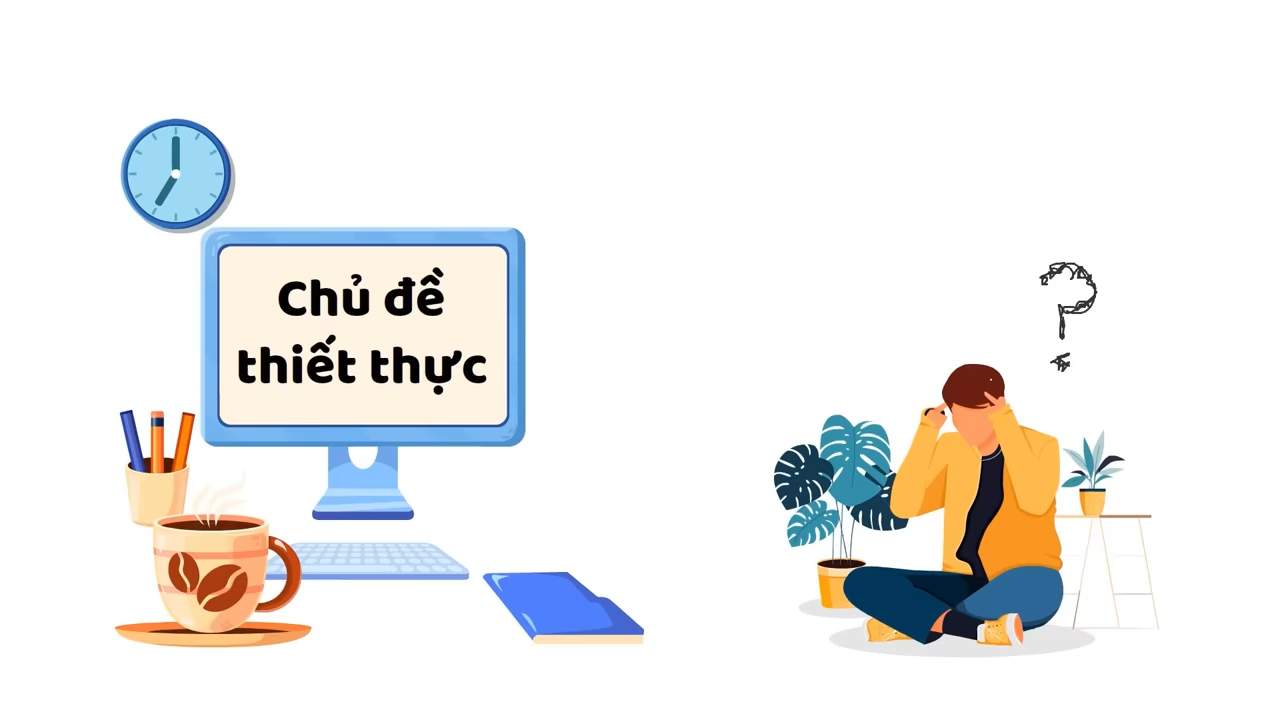 Chủ đề
thiết thực
?